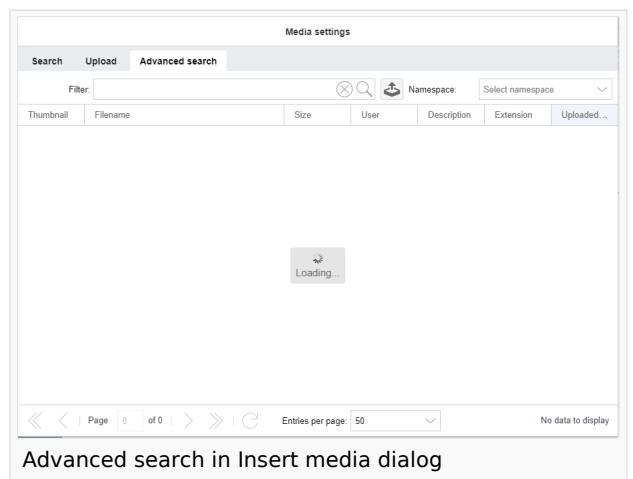 Media settings
Search Upload Advanced search
Filter: Namespace: Select namespace
Thumbnail Filename Size User Description Extension Uploaded...
Loading...
Page 0 of 0 Entries per page: 50 No data to display
Advanced search in Insert media dialog